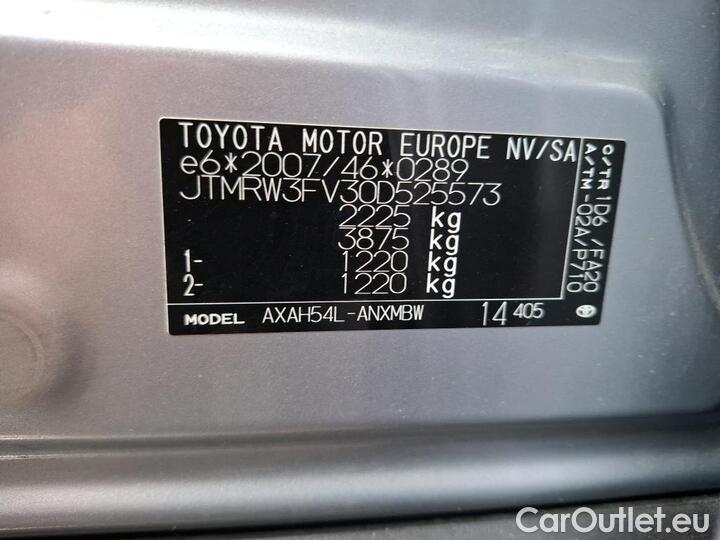 TOYOTA MOTOR EUROPE NV/SA
e6*2007/46*0289
JTMRW3FV30D525573
2225 kg
3875 kg
1- 1220 kg
2- 1220 kg
MODEL AXAH54L-ANXMBW 14 405
C/TR 1D6 /FA20
A/TM -02A/P710
CarOutlet.eu